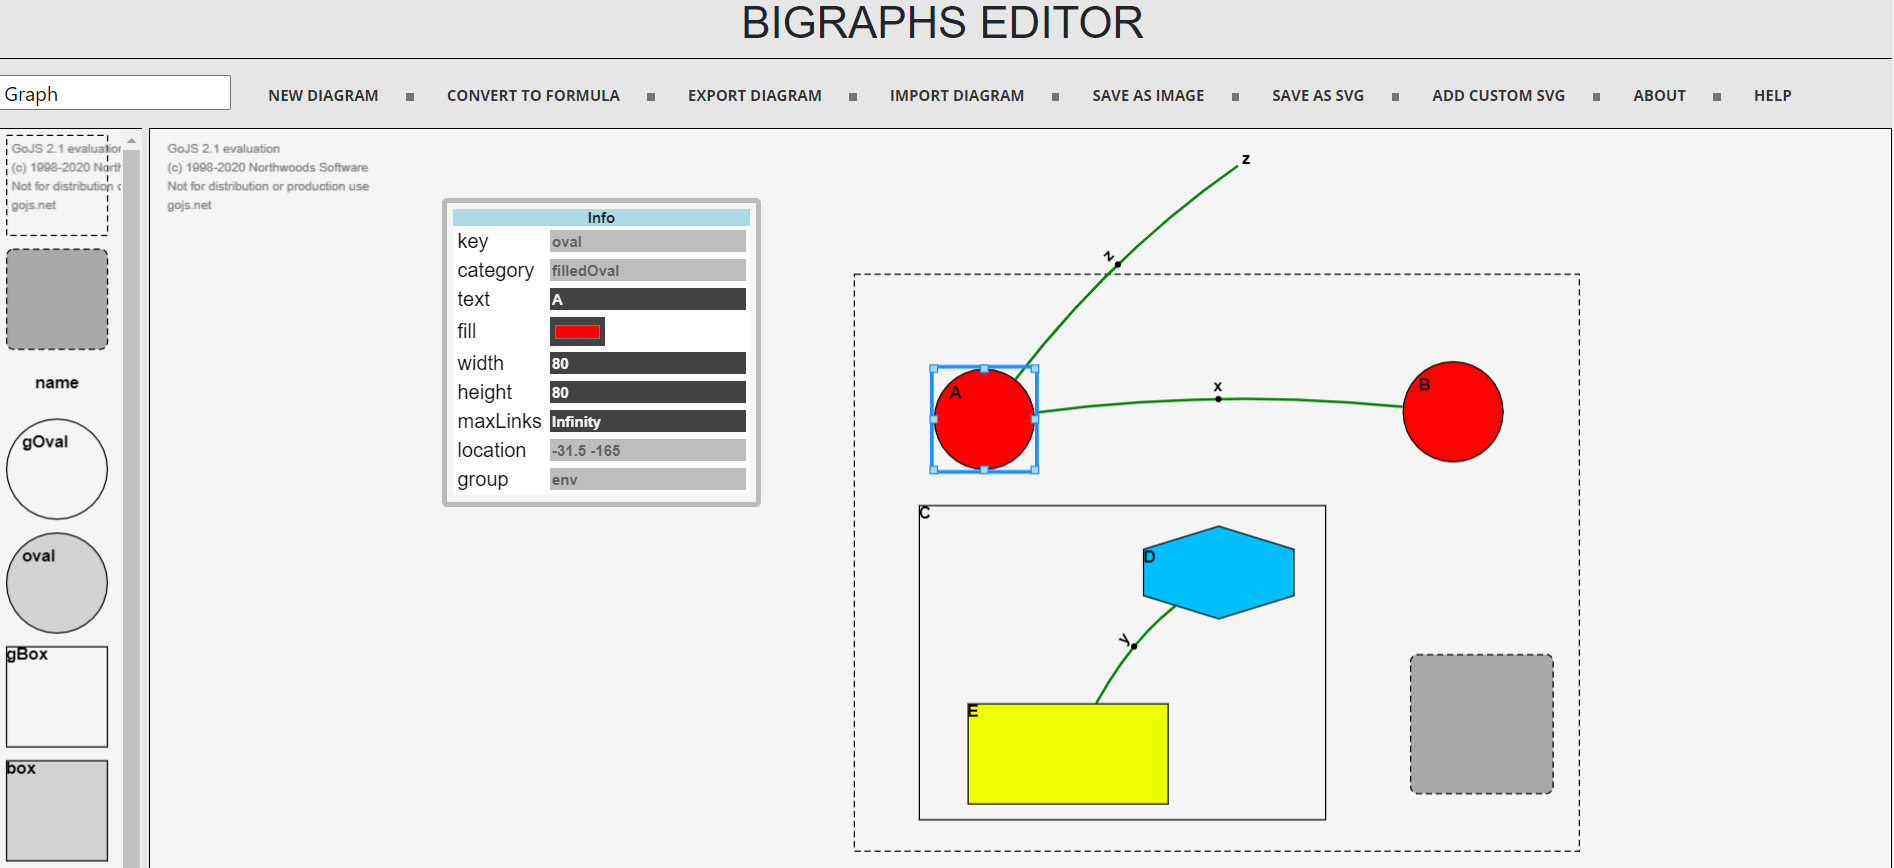 BIGRAPHS EDITOR
Graph
NEW DIAGRAM
CONVERT TO FORMULA
EXPORT DIAGRAM
IMPORT DIAGRAM
SAVE AS IMAGE
SAVE AS SVG
ADD CUSTOM SVG
ABOUT
HELP
GoJS 2.1 evaluation
(c) 1998-2020 North
Not for distribution
gojs.net
name
gOval
oval
gBox
box
GoJS 2.1 evaluation
(c) 1998-2020 Northwoods Software
Not for distribution or production use
gojs.net
Info
key oval
category filledOval
text A
fill
width 80
height 80
maxLinks Infinity
location -31.5 -165
group env
z
z
A
x
B
C
D
y
E